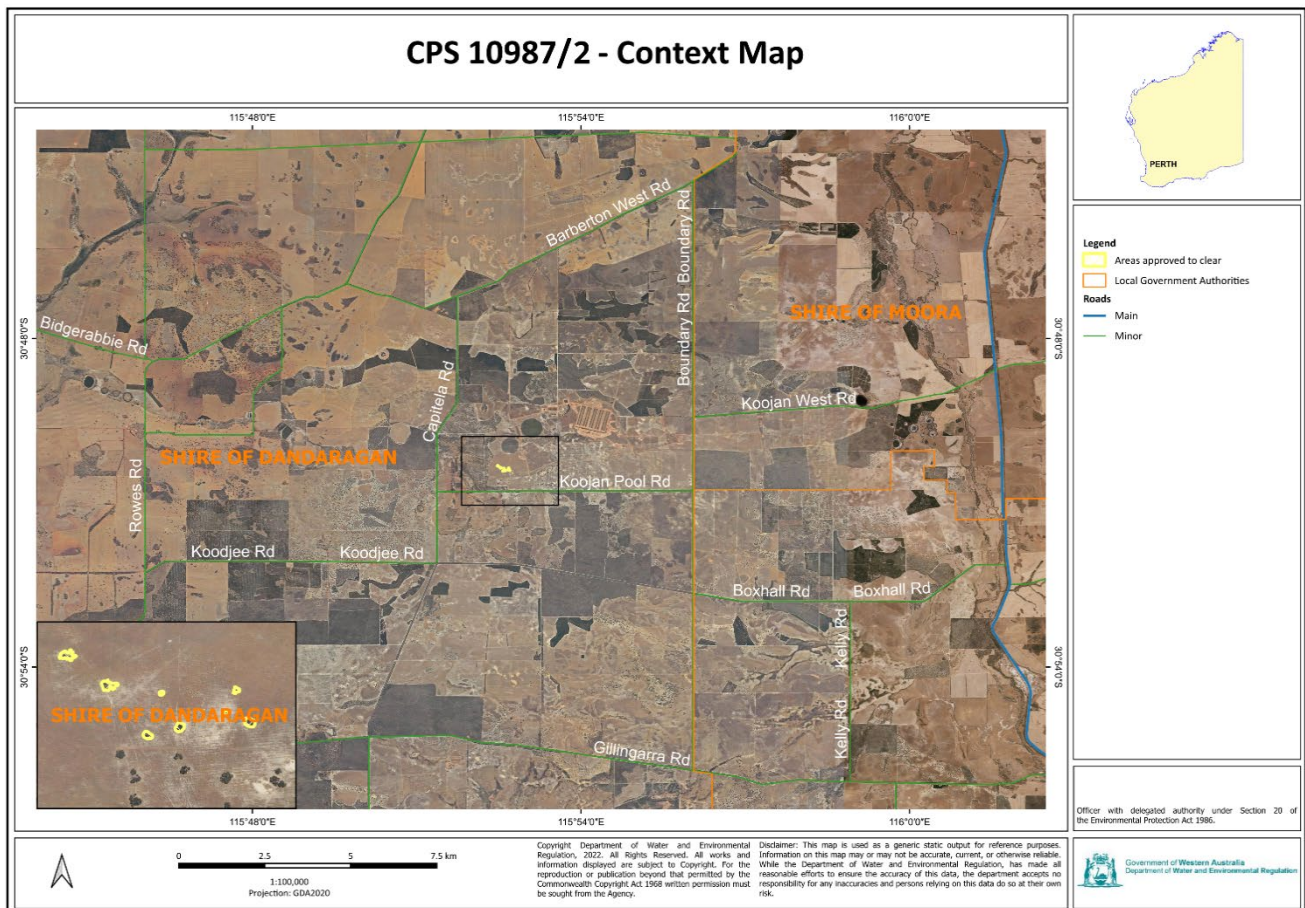 CPS 10987/2 - Context Map
115°48'0"E
115°54'0"E
116°0'0"E
30°48'0"S
30°48'0"S
30°54'0"S
30°54'0"S
Barberton West Rd
Boundary Rd
Boundary Rd
SHIRE OF MOORA
Bidgerabbie Rd
Capitela Rd
Koojan West Rd
SHIRE OF DANDARAGAN
Rowes Rd
Koojan Pool Rd
Koodjee Rd
Koodjee Rd
Boxhall Rd
Boxhall Rd
Kelly Rd
Kelly Rd
SHIRE OF DANDARAGAN
Gillingarra Rd
115°48'0"E
115°54'0"E
116°0'0"E
PERTH
Legend
Areas approved to clear
Local Government Authorities
Roads
Main
Minor
Officer with delegated authority under Section 20 of
the Environmental Protection Act 1986.
0 2.5 5 7.5 km
1:100,000
Projection: GDA2020
Copyright Department of Water and Environmental
Regulation, 2022. All Rights Reserved. All works and
information displayed are subject to Copyright. For the
reproduction or publication beyond that permitted by the
Commonwealth Copyright Act 1968 written permission must
be sought from the Agency.
Disclaimer: This map is used as a generic static output for reference purposes.
Information on this map may or may not be accurate, current, or otherwise reliable.
While the Department of Water and Environmental Regulation, has made all
reasonable efforts to ensure the accuracy of this data, the department accepts no
responsibility for any inaccuracies and persons relying on this data do so at their own
risk.
Government of Western Australia
Department of Water and Environmental Regulation